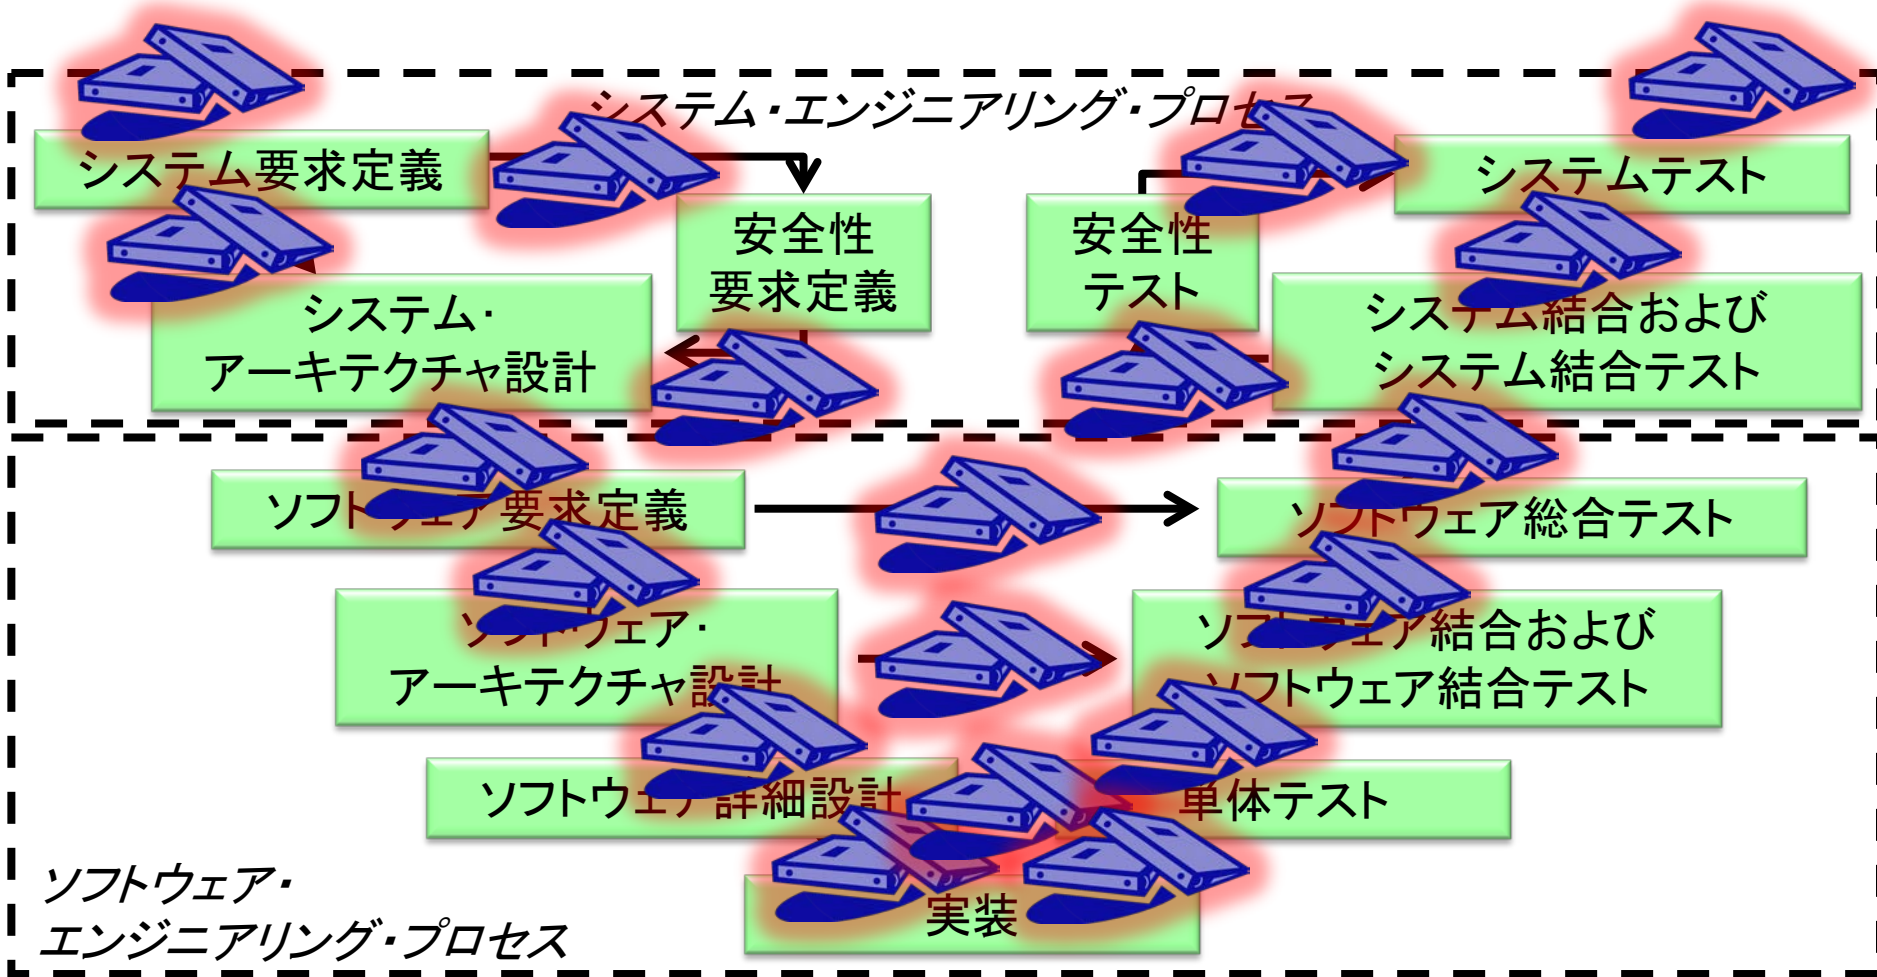 システム・エンジニアリング・プロセス
システム要求定義
安全性
要求定義
システム・
アーキテクチャ設計
安全性
テスト
システムテスト
システム結合および
システム結合テスト
ソフトウェア要求定義
ソフトウェア総合テスト
ソフトウェア・
アーキテクチャ設計
ソフトウェア結合および
ソフトウェア結合テスト
ソフトウェア詳細設計
単体テスト
実装
ソフトウェア・
エンジニアリング・プロセス